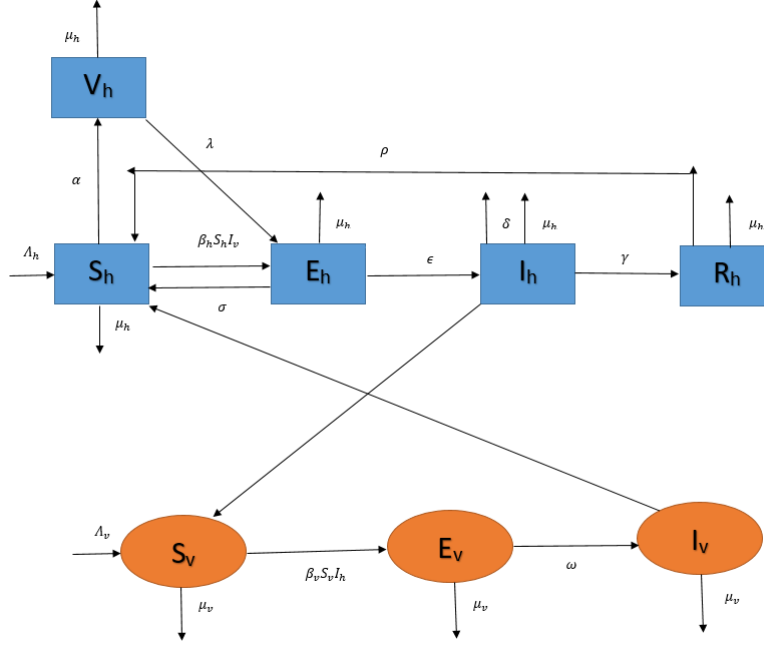 μₕ
Vₕ
λ
ρ
α
μₕ
δ
μₕ
μₕ
βₕSₕIᵥ
Λₕ
Sₕ
Eₕ
ϵ
Iₕ
γ
Rₕ
σ
μₕ
Λᵥ
Sᵥ
Eᵥ
Iᵥ
βᵥSᵥIₕ
ω
μᵥ
μᵥ
μᵥ